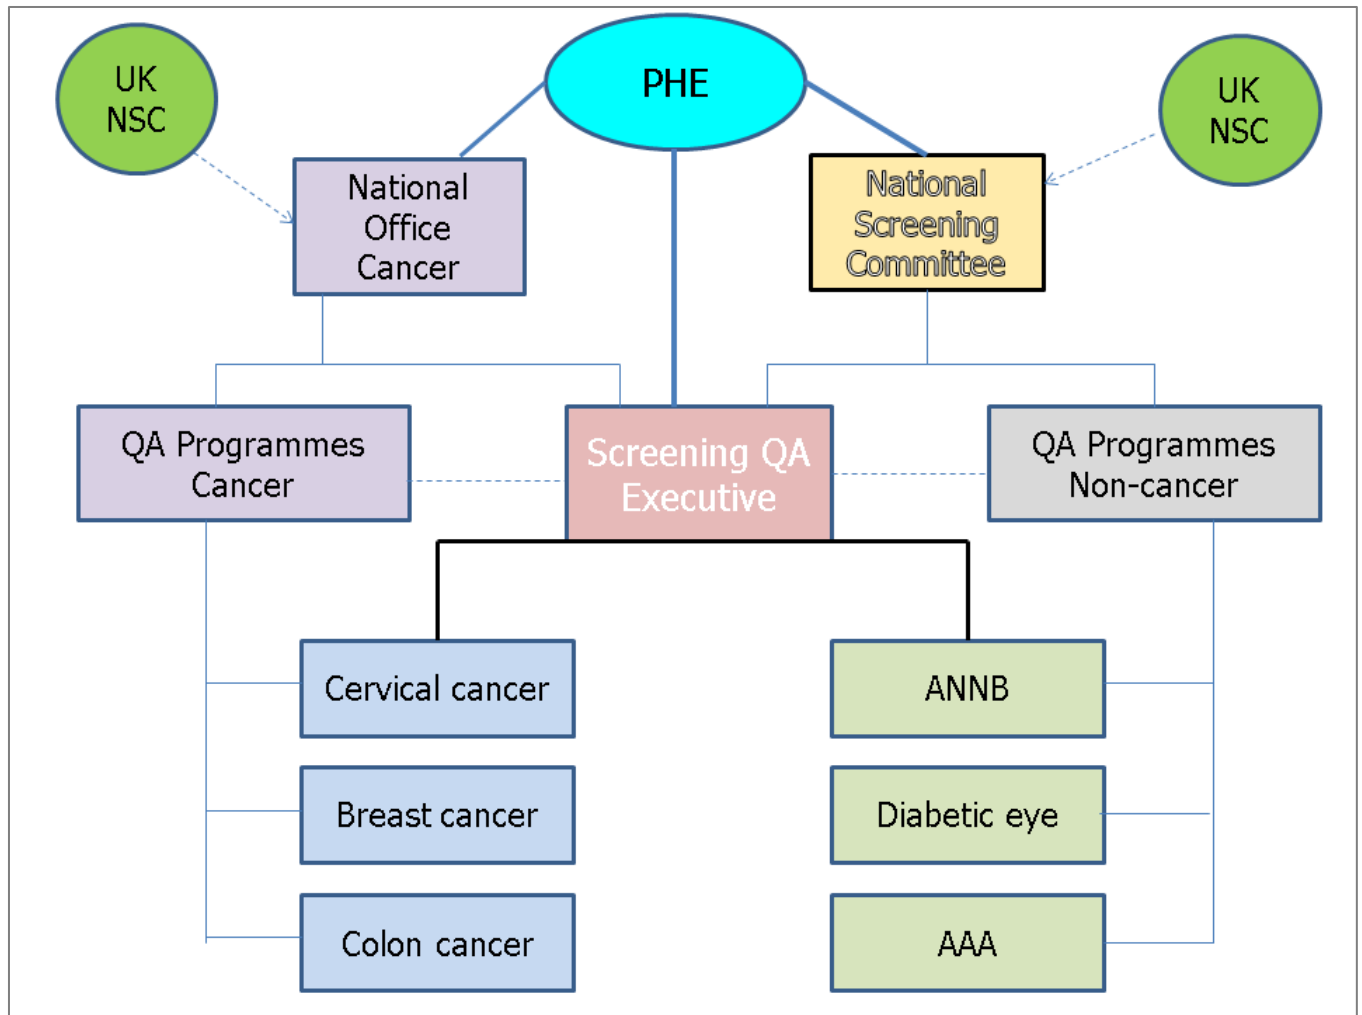 UK
NSC
PHE
UK
NSC
National
Office
Cancer
National
Screening
Committee
QA Programmes
Cancer
Screening QA
Executive
QA Programmes
Non-cancer
Cervical cancer
ANNB
Breast cancer
Diabetic eye
Colon cancer
AAA